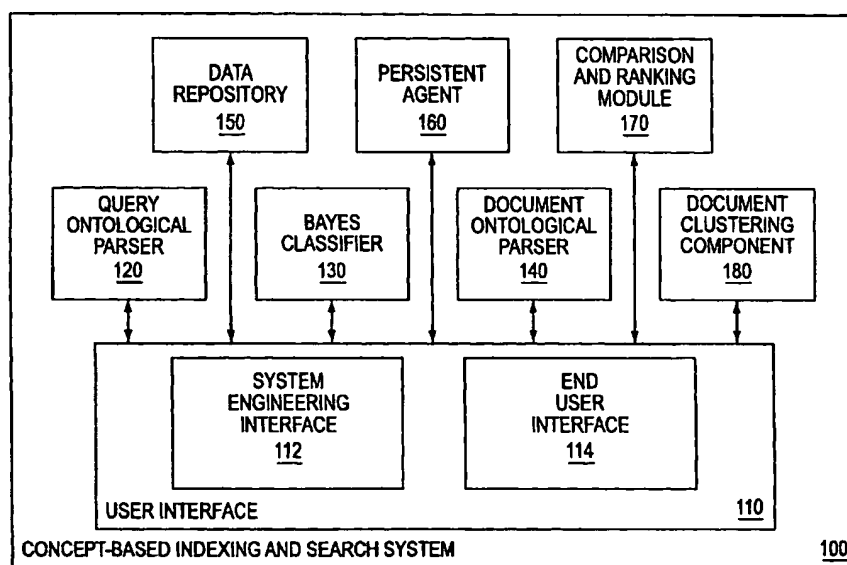 DATA
REPOSITORY
150
PERSISTENT
AGENT
160
COMPARISON
AND RANKING
MODULE
170
QUERY
ONTOLOGICAL
PARSER
120
BAYES
CLASSIFIER
130
DOCUMENT
ONTOLOGICAL
PARSER
140
DOCUMENT
CLUSTERING
COMPONENT
180
SYSTEM
ENGINEERING
INTERFACE
112
END
USER
INTERFACE
114
USER INTERFACE
110
CONCEPT-BASED INDEXING AND SEARCH SYSTEM
100